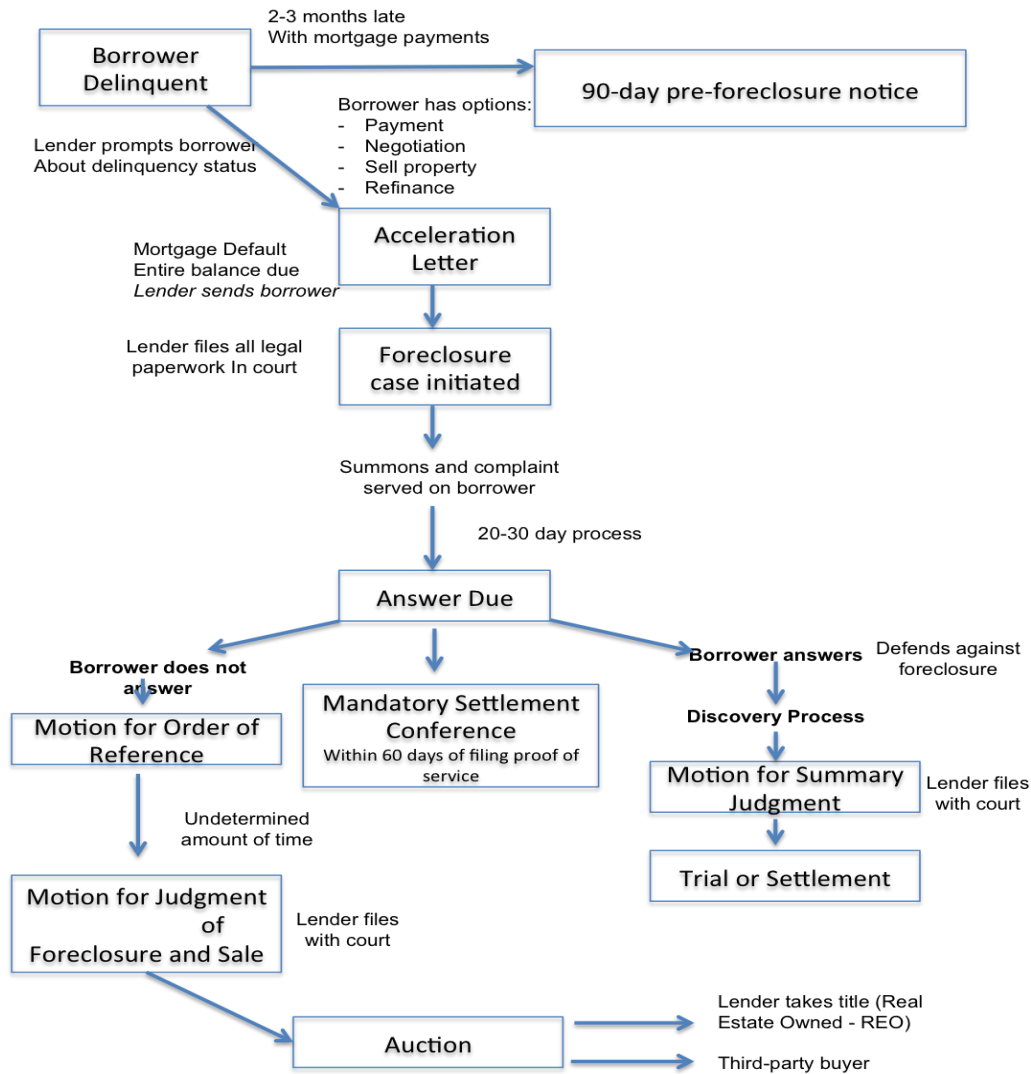 2-3 months late
With mortgage payments
Borrower
Delinquent
90-day pre-foreclosure notice
Borrower has options:
- Payment
- Negotiation
- Sell property
- Refinance
Lender prompts borrower
About delinquency status
Acceleration
Letter
Mortgage Default
Entire balance due
Lender sends borrower
Lender files all legal
paperwork In court
Foreclosure
case initiated
Summons and complaint
served on borrower
20-30 day process
Answer Due
Borrower does not
answer
Motion for Order of
Reference
Mandatory Settlement
Conference
Within 60 days of filing proof of
service
Borrower answers
Defends against
foreclosure
Discovery Process
Motion for Summary
Judgment
Lender files
with court
Trial or Settlement
Undetermined
amount of time
Motion for Judgment
of
Foreclosure and Sale
Lender files
with court
Auction
Lender takes title (Real
Estate Owned - REO)
Third-party buyer